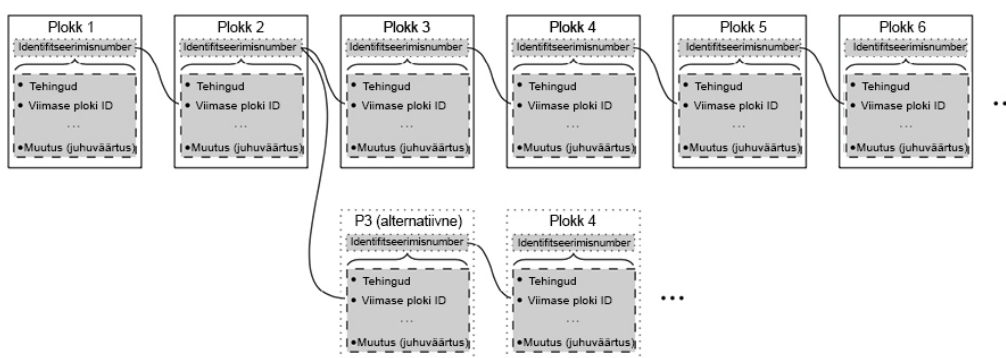 Plokk 1
Identifitseerimisnumber
• Tehingud
• Viimase ploki ID
...
•Muutus (juhuväärtus)
Plokk 2
Identifitseerimisnumber
• Tehingud
• Viimase ploki ID
...
•Muutus (juhuväärtus)
Plokk 3
Identifitseerimisnumber
• Tehingud
• Viimase ploki ID
...
•Muutus (juhuväärtus)
Plokk 4
Identifitseerimisnumber
• Tehingud
• Viimase ploki ID
...
•Muutus (juhuväärtus)
Plokk 5
Identifitseerimisnumber
• Tehingud
• Viimase ploki ID
...
•Muutus (juhuväärtus)
Plokk 6
Identifitseerimisnumber
• Tehingud
• Viimase ploki ID
...
•Muutus (juhuväärtus)
...
P3 (alternatiivne)
Identifitseerimisnumber
• Tehingud
• Viimase ploki ID
...
•Muutus (juhuväärtus)
Plokk 4
Identifitseerimisnumber
• Tehingud
• Viimase ploki ID
...
•Muutus (juhuväärtus)
...